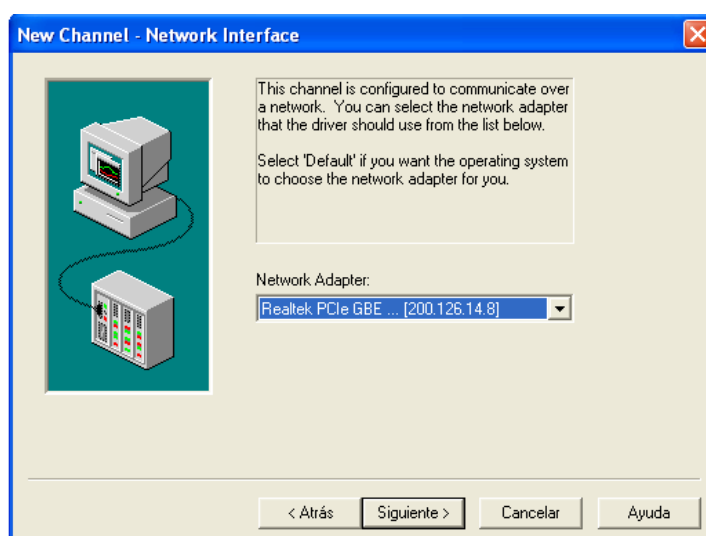 New Channel - Network Interface
This channel is configured to communicate over
a network. You can select the network adapter
that the driver should use from the list below.
Select 'Default' if you want the operating system
to choose the network adapter for you.
Network Adapter:
Realtek PCIe GBE ... [200.126.14.8]
< Atrás
Siguiente >
Cancelar
Ayuda